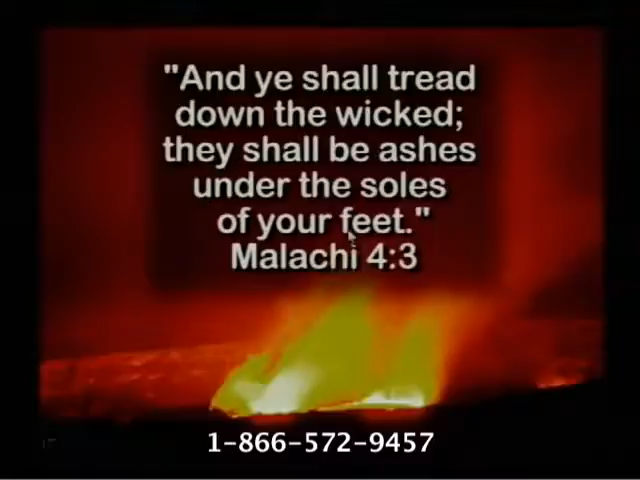 "And ye shall tread
down the wicked;
they shall be ashes
under the soles
of your feet."
Malachi 4:3
1-866-572-9457